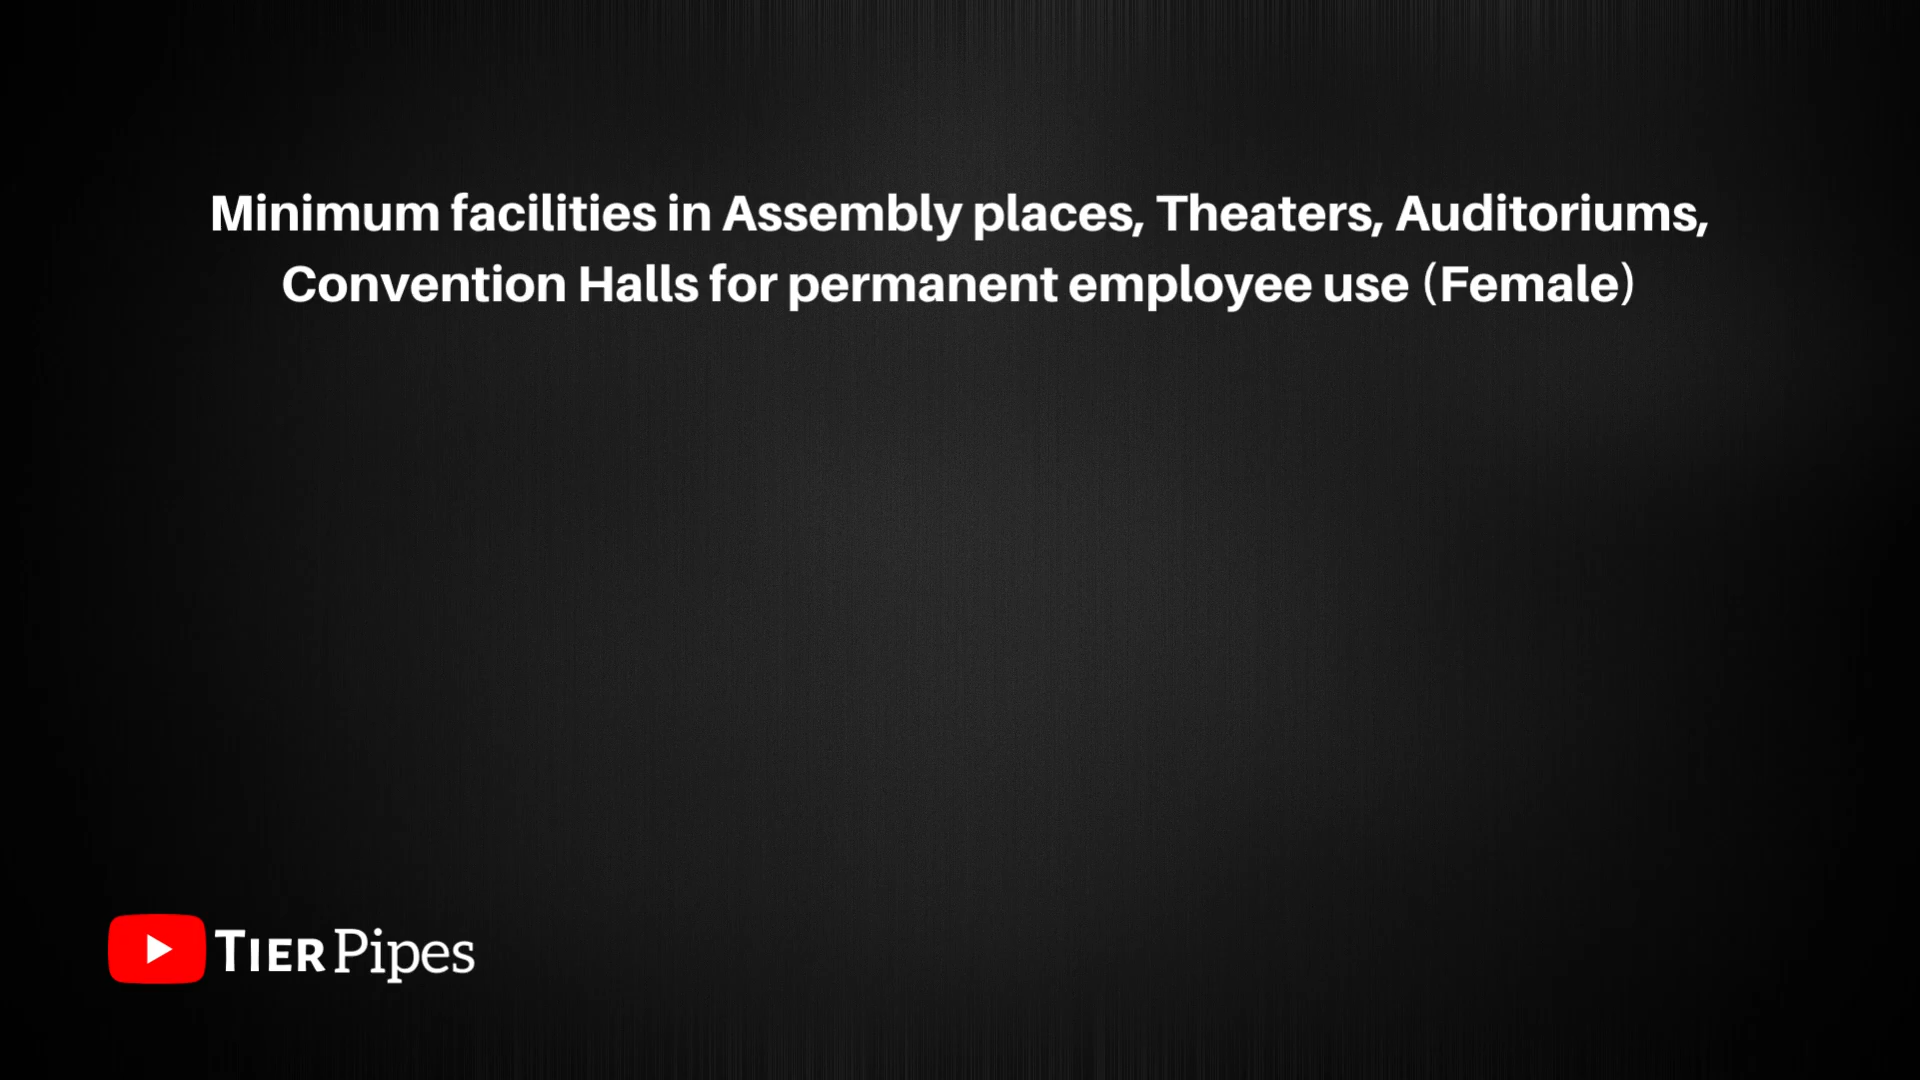 Minimum facilities in Assembly places, Theaters, Auditoriums,
Convention Halls for permanent employee use (Female)
TIER Pipes